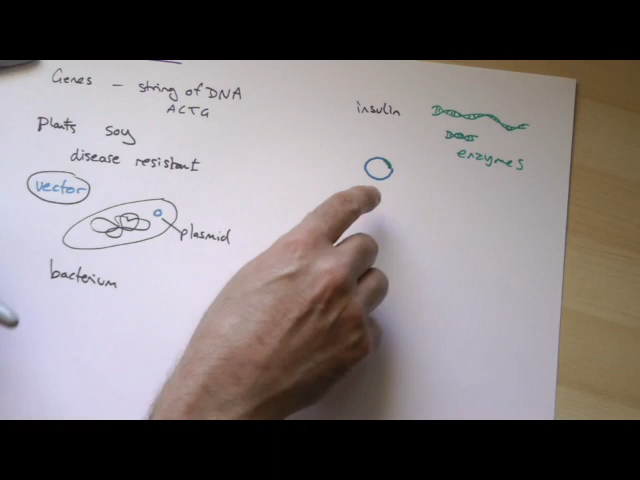 Genes - string of DNA
ACTG
plants soy
disease resistant
vector
plasmid
bacterium
insulin
enzymes